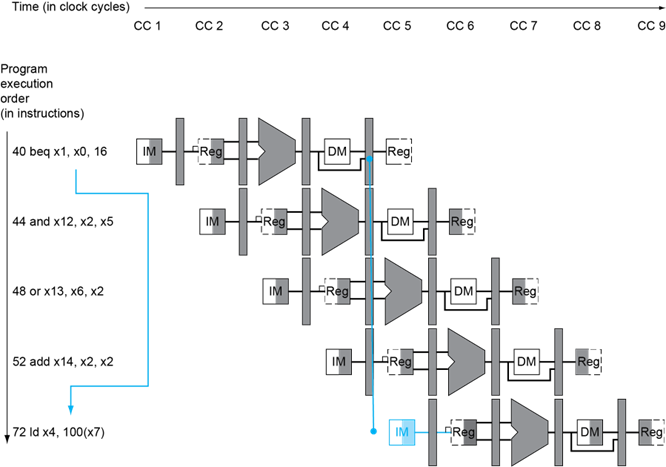 Time (in clock cycles)
CC 1 CC 2 CC 3 CC 4 CC 5 CC 6 CC 7 CC 8 CC 9
Program
execution
order
(in instructions)
40 beq x1, x0, 16
IM Reg DM Reg
44 and x12, x2, x5
IM Reg DM Reg
48 or x13, x6, x2
IM Reg DM Reg
52 add x14, x2, x2
IM Reg DM Reg
72 ld x4, 100(x7)
IM Reg DM Reg